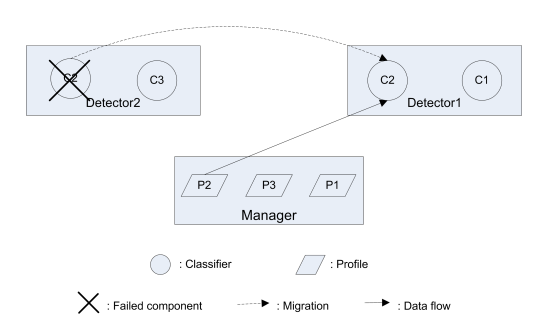 C2 C3 C2 C1
Detector2 Detector1
P2 P3 P1
Manager
: Classifier : Profile
: Failed component : Migration : Data flow